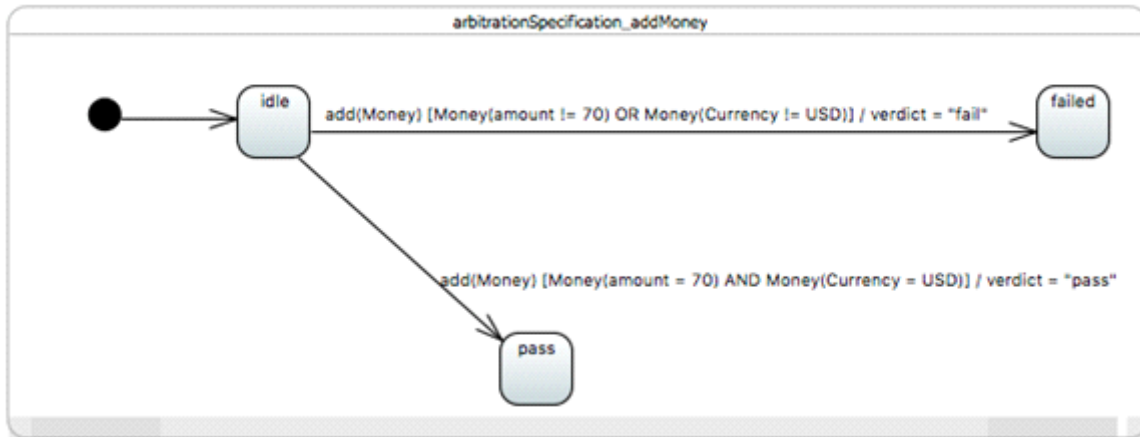 arbitrationSpecification_addMoney
idle
add(Money) [Money(amount != 70) OR Money(Currency != USD)] / verdict = "fail"
failed
add(Money) [Money(amount = 70) AND Money(Currency = USD)] / verdict = "pass"
pass